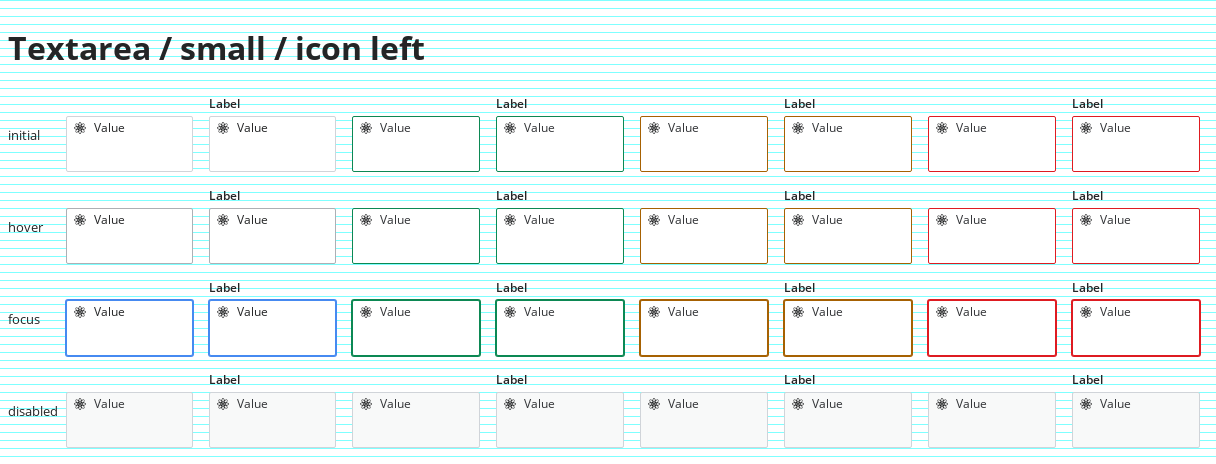 Textarea / small / icon left
Label Label Label Label
initial Value Value Value Value Value Value Value Value
Label Label Label Label
hover Value Value Value Value Value Value Value Value
Label Label Label Label
focus Value Value Value Value Value Value Value Value
Label Label Label Label
disabled Value Value Value Value Value Value Value Value